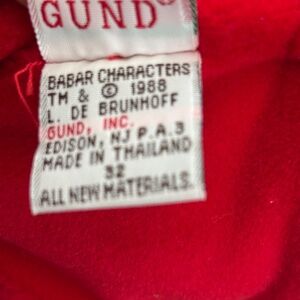 GUND®
BABAR CHARACTERS
TM & © 1988
L. DE BRUNHOFF
GUND, INC.
EDISON, NJ P.A.3
MADE IN THAILAND
32
ALL NEW MATERIALS.